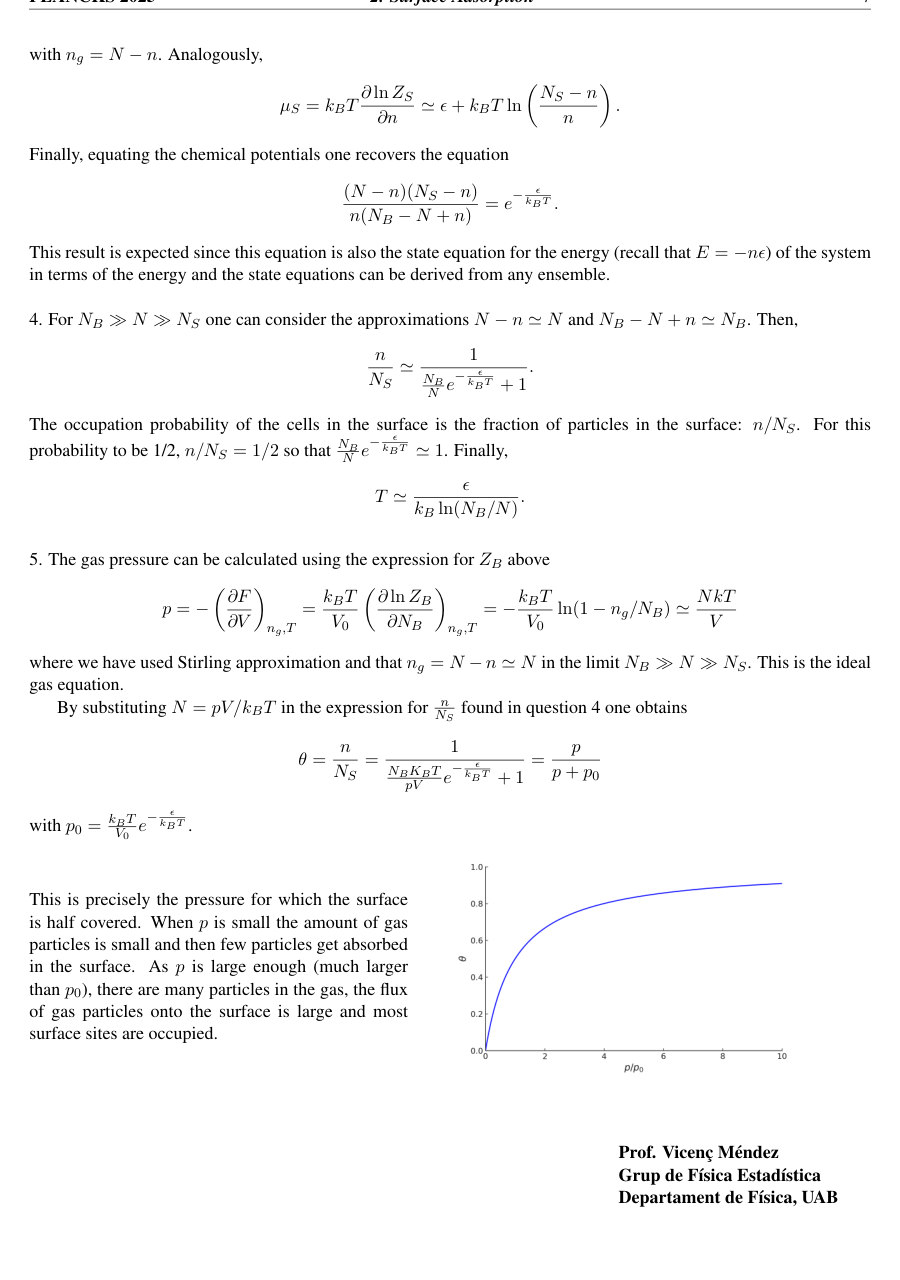 PLANCKS 2023 2. Surface Adsorption
with n_g = N − n. Analogously,
μ_S = k_B T ∂ ln Z_S / ∂n ≃ ϵ + k_B T ln ( (N_S − n) / n ) .
Finally, equating the chemical potentials one recovers the equation
(N − n)(N_S − n) / n(N_B − N + n) = e^{−ϵ/k_B T} .
This result is expected since this equation is also the state equation for the energy (recall that E = −nϵ) of the system
in terms of the energy and the state equations can be derived from any ensemble.
4. For N_B ≫ N ≫ N_S one can consider the approximations N − n ≃ N and N_B − N + n ≃ N_B. Then,
n / N_S ≃ 1 / ( (N_B / N) e^{−ϵ/k_B T} + 1 ) .
The occupation probability of the cells in the surface is the fraction of particles in the surface: n/N_S. For this
probability to be 1/2, n/N_S = 1/2 so that (N_B / N) e^{−ϵ/k_B T} ≃ 1. Finally,
T ≃ ϵ / (k_B ln(N_B/N)) .
5. The gas pressure can be calculated using the expression for Z_B above
p = − (∂F/∂V)_{n_g,T} = (k_B T / V_0) (∂ ln Z_B / ∂N_B)_{n_g,T} = − (k_B T / V_0) ln(1 − n_g/N_B) ≃ NkT / V
where we have used Stirling approximation and that n_g = N − n ≃ N in the limit N_B ≫ N ≫ N_S. This is the ideal
gas equation.
By substituting N = pV/k_B T in the expression for n/N_S found in question 4 one obtains
θ = n / N_S = 1 / ( (N_B K_B T / pV) e^{−ϵ/k_B T} + 1 ) = p / (p + p_0)
with p_0 = (k_B T / V_0) e^{−ϵ/k_B T} .
This is precisely the pressure for which the surface
is half covered. When p is small the amount of gas
particles is small and then few particles get absorbed
in the surface. As p is large enough (much larger
than p_0), there are many particles in the gas, the flux
of gas particles onto the surface is large and most
surface sites are occupied.
1.0
0.8
0.6
θ
0.4
0.2
0.0
0 2 4 6 8 10
p/p_0
Prof. Vicenç Méndez
Grup de Física Estadística
Departament de Física, UAB